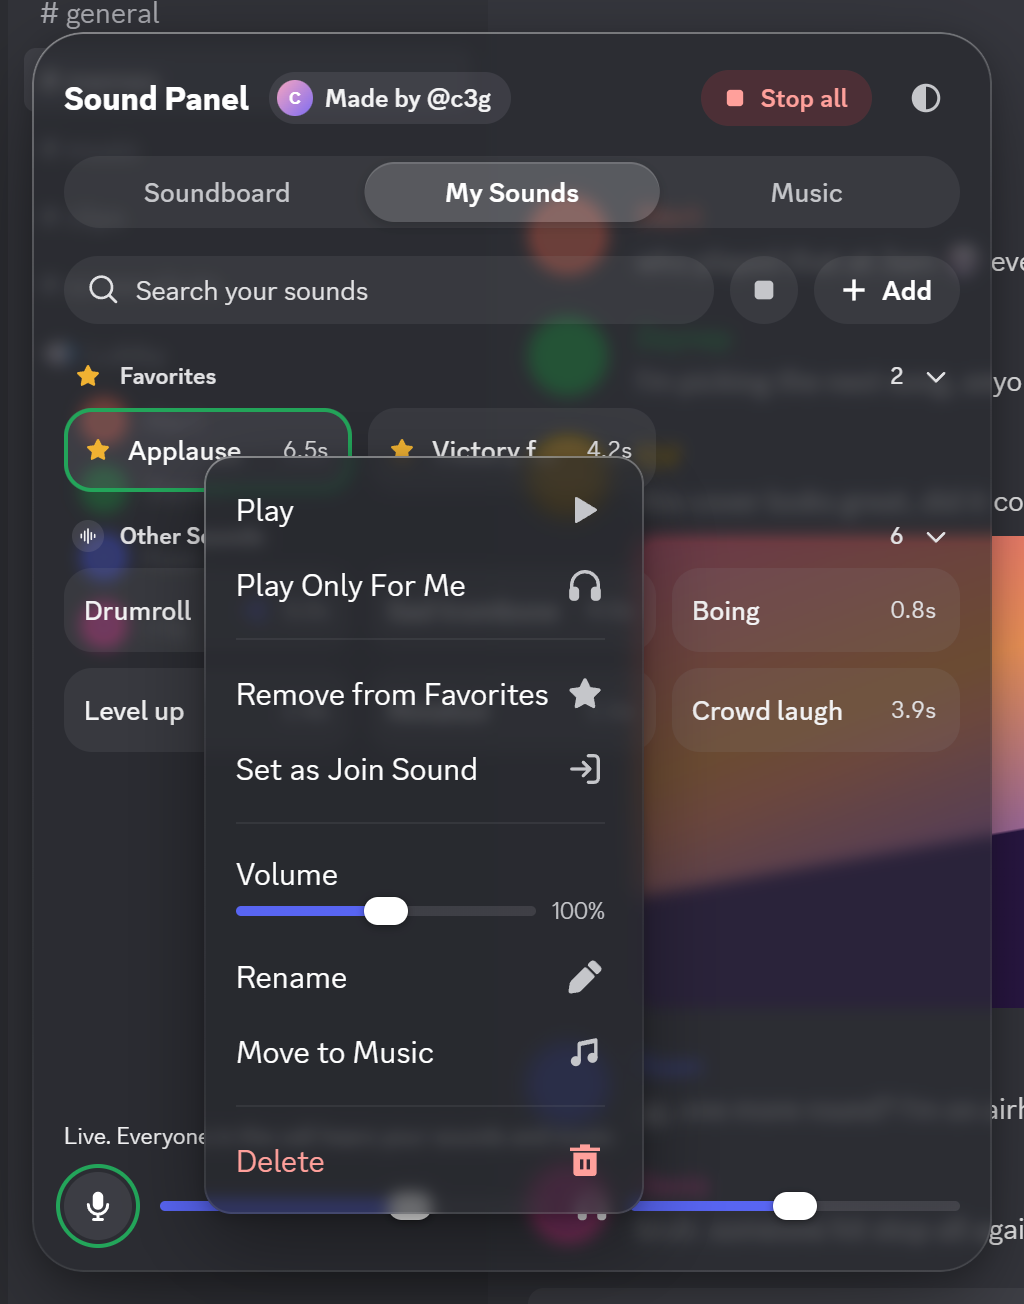 # general
Sound Panel
C Made by @c3g
Stop all
Soundboard
My Sounds
Music
Search your sounds
Add
Favorites
2
Applause 6.5s
Victory f 4.2s
Other
6
Drumroll
Boing 0.8s
Level up
Crowd laugh 3.9s
Play
Play Only For Me
Remove from Favorites
Set as Join Sound
Volume
100%
Rename
Move to Music
Delete
Live. Everyone